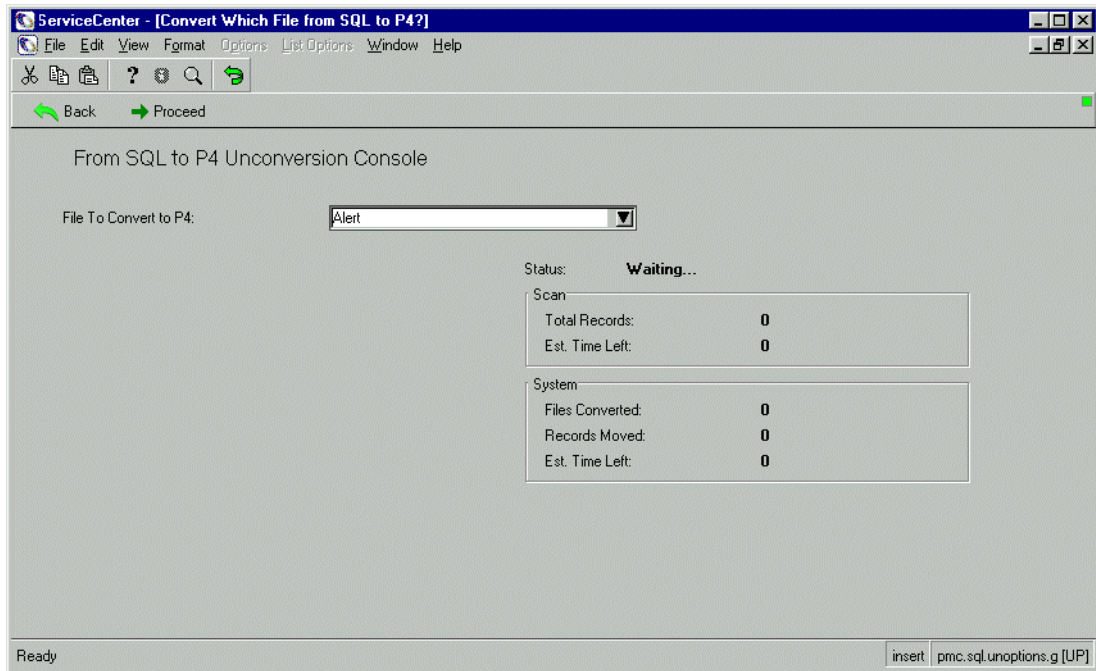 ServiceCenter - [Convert Which File from SQL to P4?]
File Edit View Format Options List Options Window Help
?
Back Proceed
From SQL to P4 Unconversion Console
File To Convert to P4: Alert
Status: Waiting...
Scan
Total Records: 0
Est. Time Left: 0
System
Files Converted: 0
Records Moved: 0
Est. Time Left: 0
Ready insert pmc.sql.unoptions.g [UP]